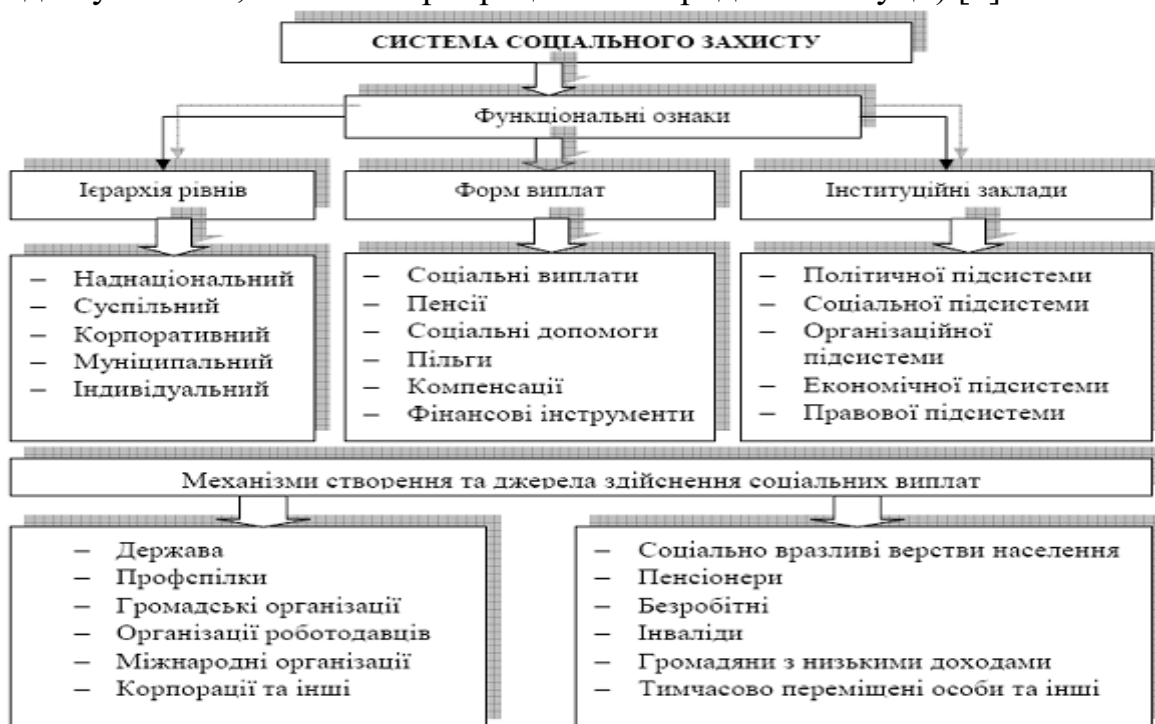 СИСТЕМА СОЦІАЛЬНОГО ЗАХИСТУ
Функціональні ознаки
Ієрархія рівнів
Форм виплат
Інституційні заклади
– Наднаціональний
– Суспільний
– Корпоративний
– Муніципальний
– Індивідуальний
– Соціальні виплати
– Пенсії
– Соціальні допомоги
– Пільги
– Компенсації
– Фінансові інструменти
– Політичної підсистеми
– Соціальної підсистеми
– Організаційної
підсистеми
– Економічної підсистеми
– Правової підсистеми
Механізми створення та джерела здійснення соціальних виплат
– Держава
– Профспілки
– Громадські організації
– Організації роботодавців
– Міжнародні організації
– Корпорації та інші
– Соціально вразливі верстви населення
– Пенсіонери
– Безробітні
– Інваліди
– Громадяни з низькими доходами
– Тимчасово переміщені особи та інші